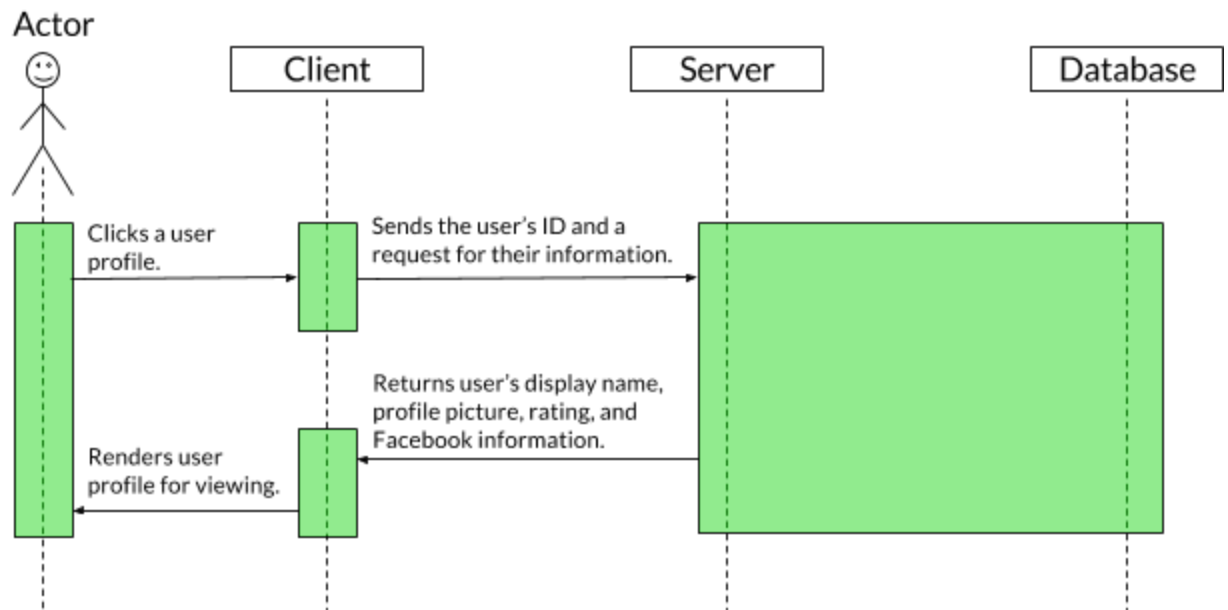 Actor
Client
Server
Database
Clicks a user
profile.
Sends the user's ID and a
request for their information.
Returns user's display name,
profile picture, rating, and
Facebook information.
Renders user
profile for viewing.